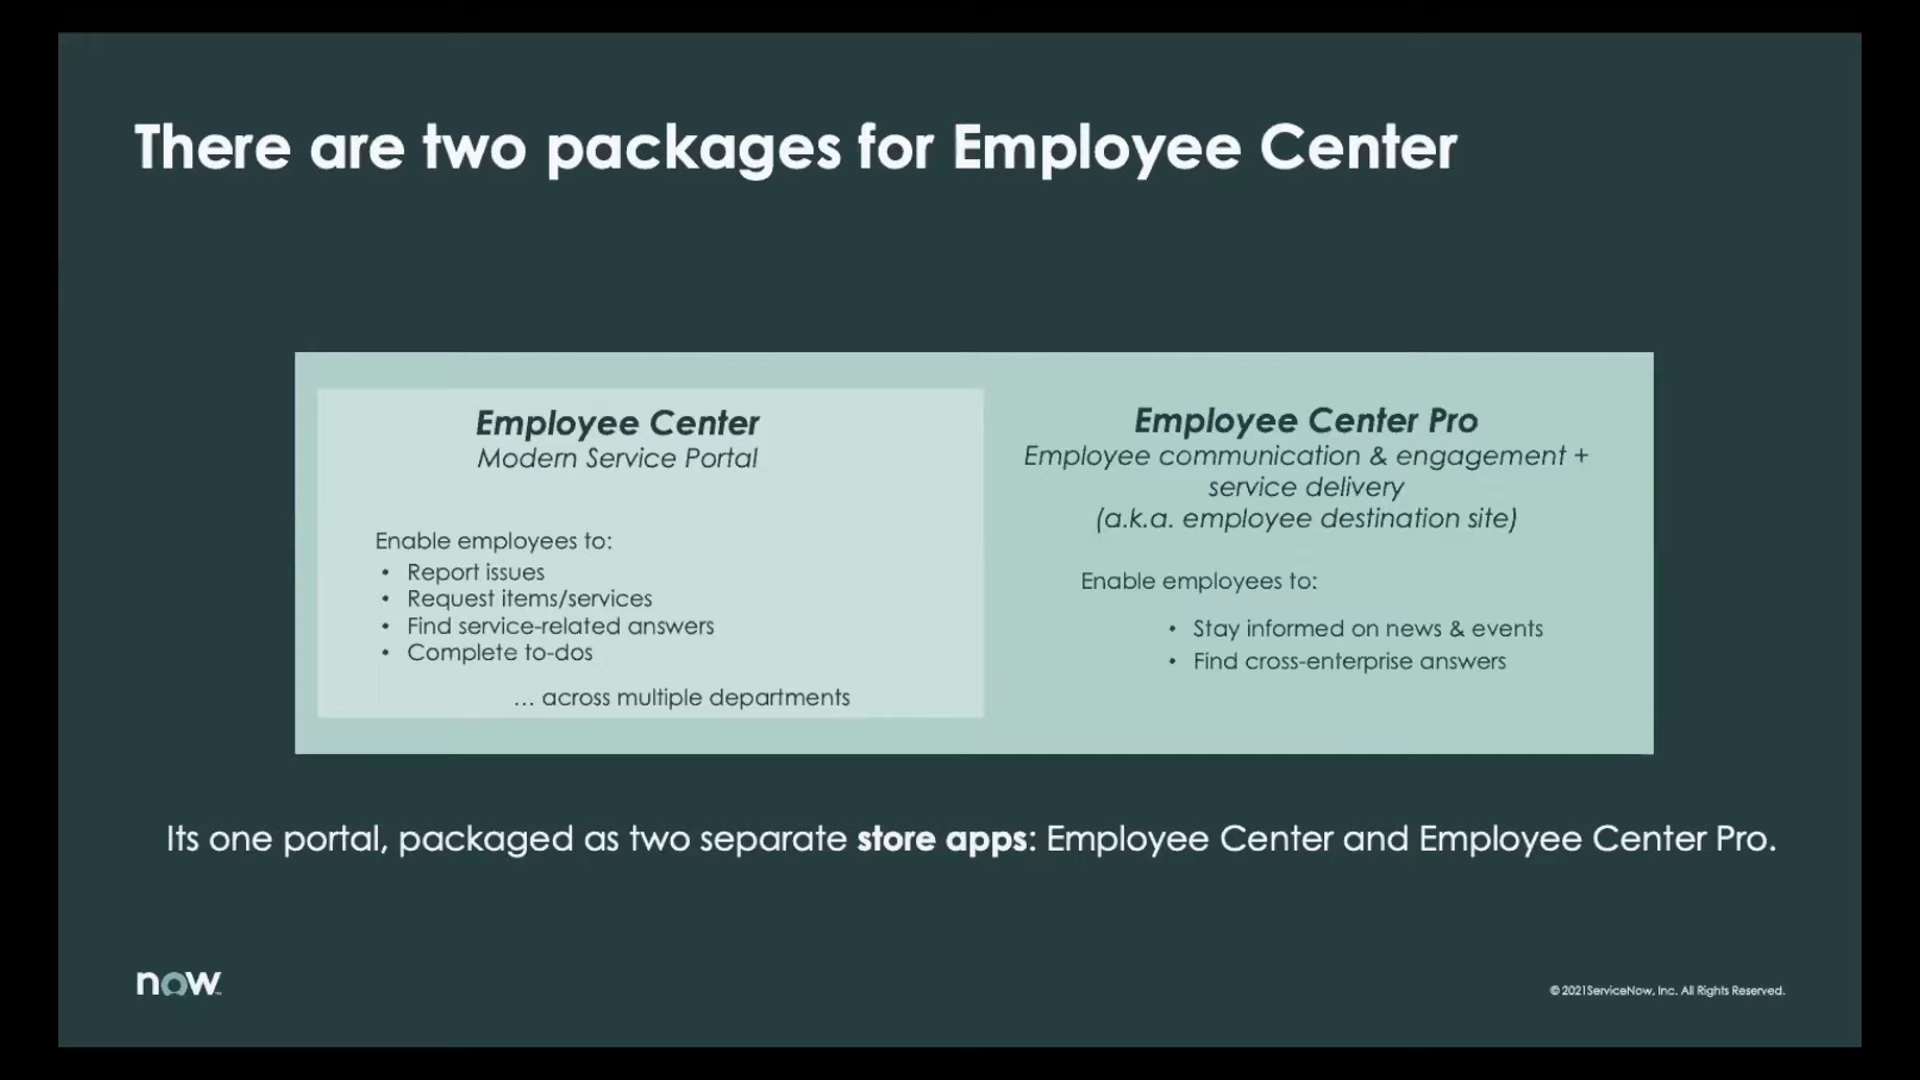 There are two packages for Employee Center
Employee Center
Modern Service Portal
Enable employees to:
• Report issues
• Request items/services
• Find service-related answers
• Complete to-dos
... across multiple departments
Employee Center Pro
Employee communication & engagement +
service delivery
(a.k.a. employee destination site)
Enable employees to:
• Stay informed on news & events
• Find cross-enterprise answers
Its one portal, packaged as two separate store apps: Employee Center and Employee Center Pro.
now™
© 2021ServiceNow, Inc. All Rights Reserved.